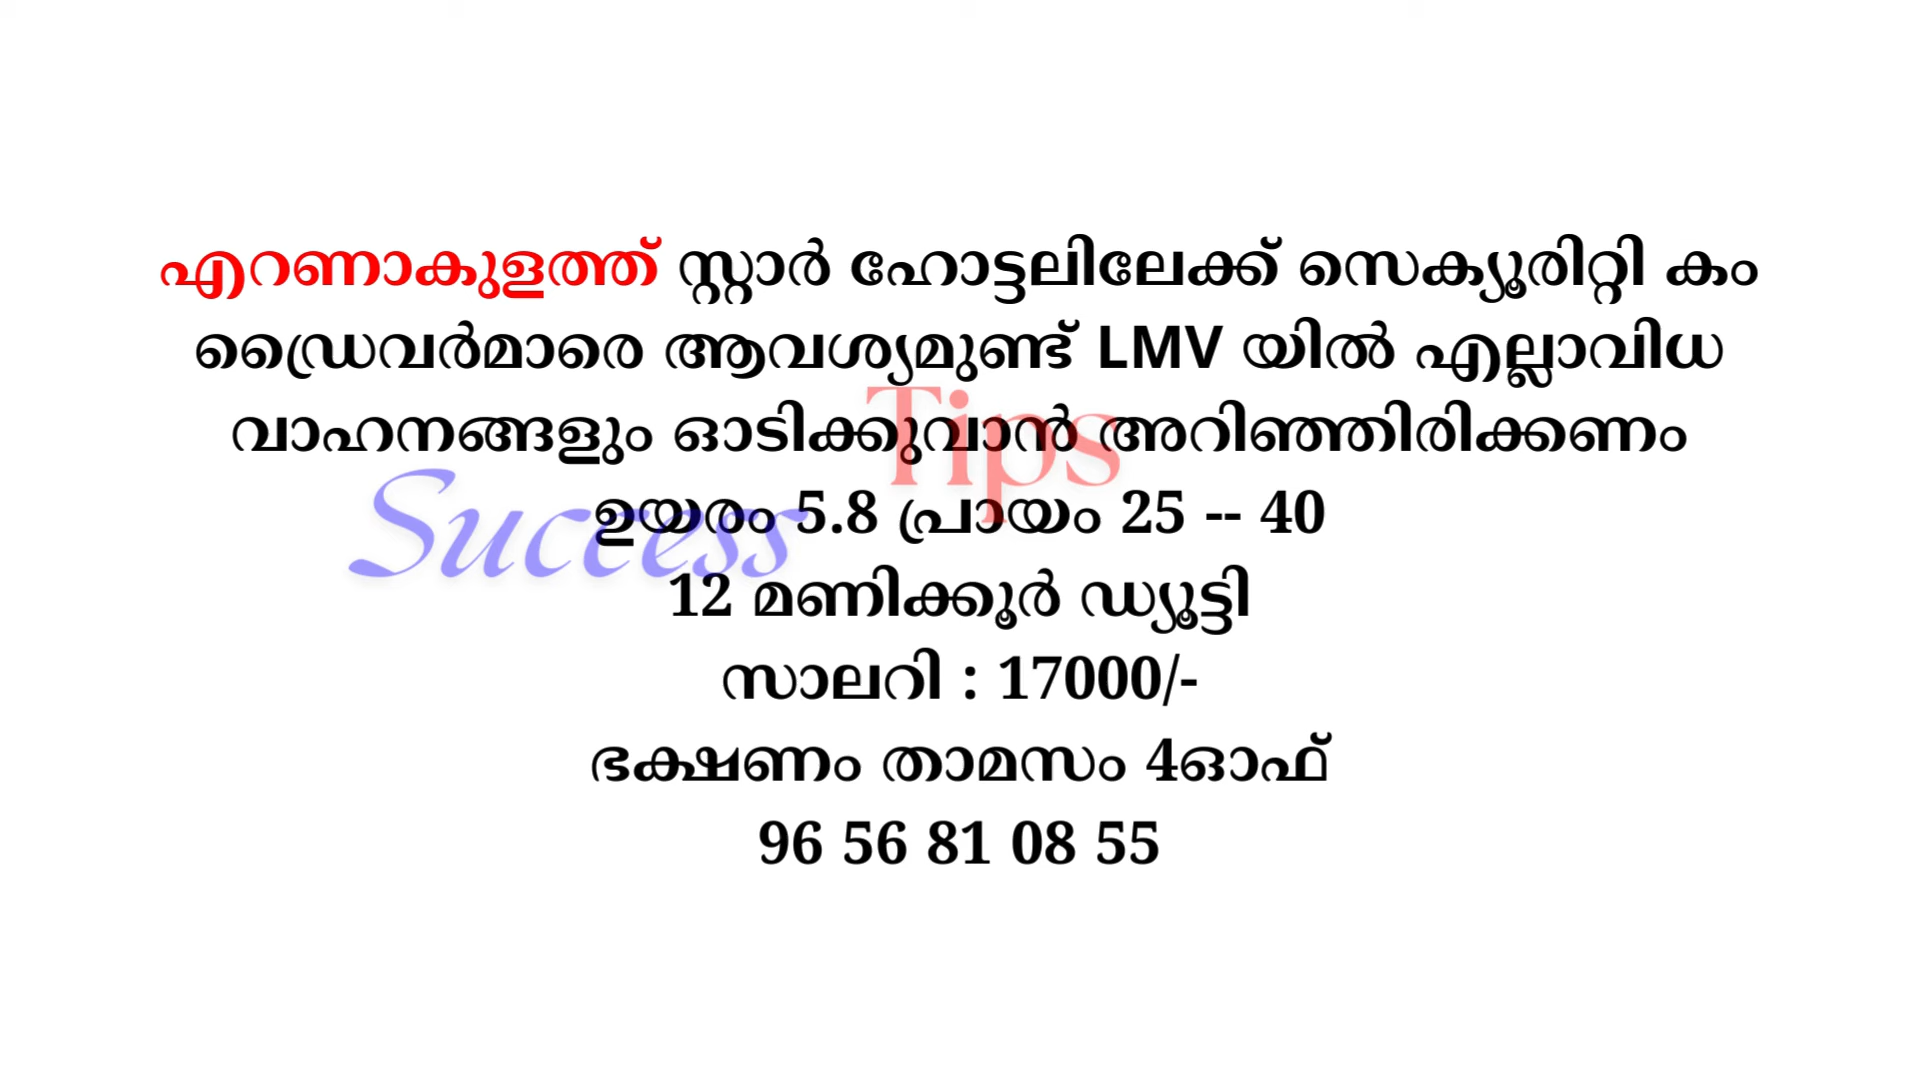 എറണാകുളത്ത് സ്റ്റാർ ഹോട്ടലിലേക്ക് സെക്യൂരിറ്റി കം
ഡ്രൈവർമാരെ ആവശ്യമുണ്ട് LMV യിൽ എല്ലാവിധ
വാഹനങ്ങളും ഓടിക്കുവാൻ അറിഞ്ഞിരിക്കണം
Tips
Success
ഉയരം 5.8 പ്രായം 25 -- 40
12 മണിക്കൂർ ഡ്യൂട്ടി
സാലറി : 17000/-
ഭക്ഷണം താമസം 4ഓഫ്
96 56 81 08 55